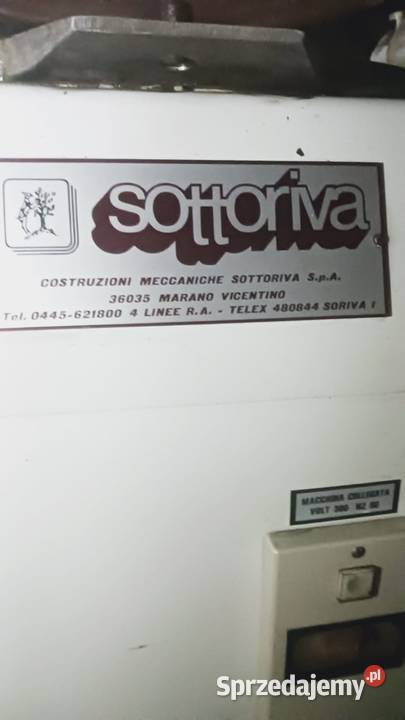 sottoriva
COSTRUZIONI MECCANICHE SOTTORIVA S.p.A.
36035 MARANO VICENTINO
Tel. 0445-621800 4 LINEE R.A. - TELEX 480844 SORIVA I
MACCHINA COLLEGATA
VOLT 380 HZ 50
Sprzedajemy.pl